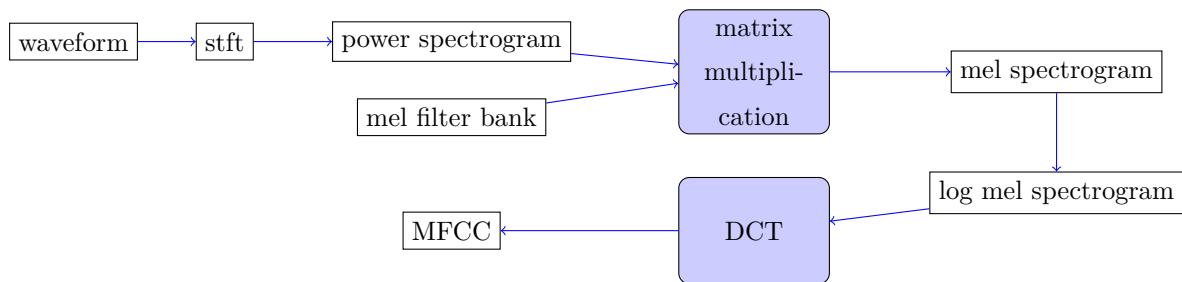 waveform
stft
power spectrogram
mel filter bank
matrix
multipli-
cation
mel spectrogram
log mel spectrogram
DCT
MFCC